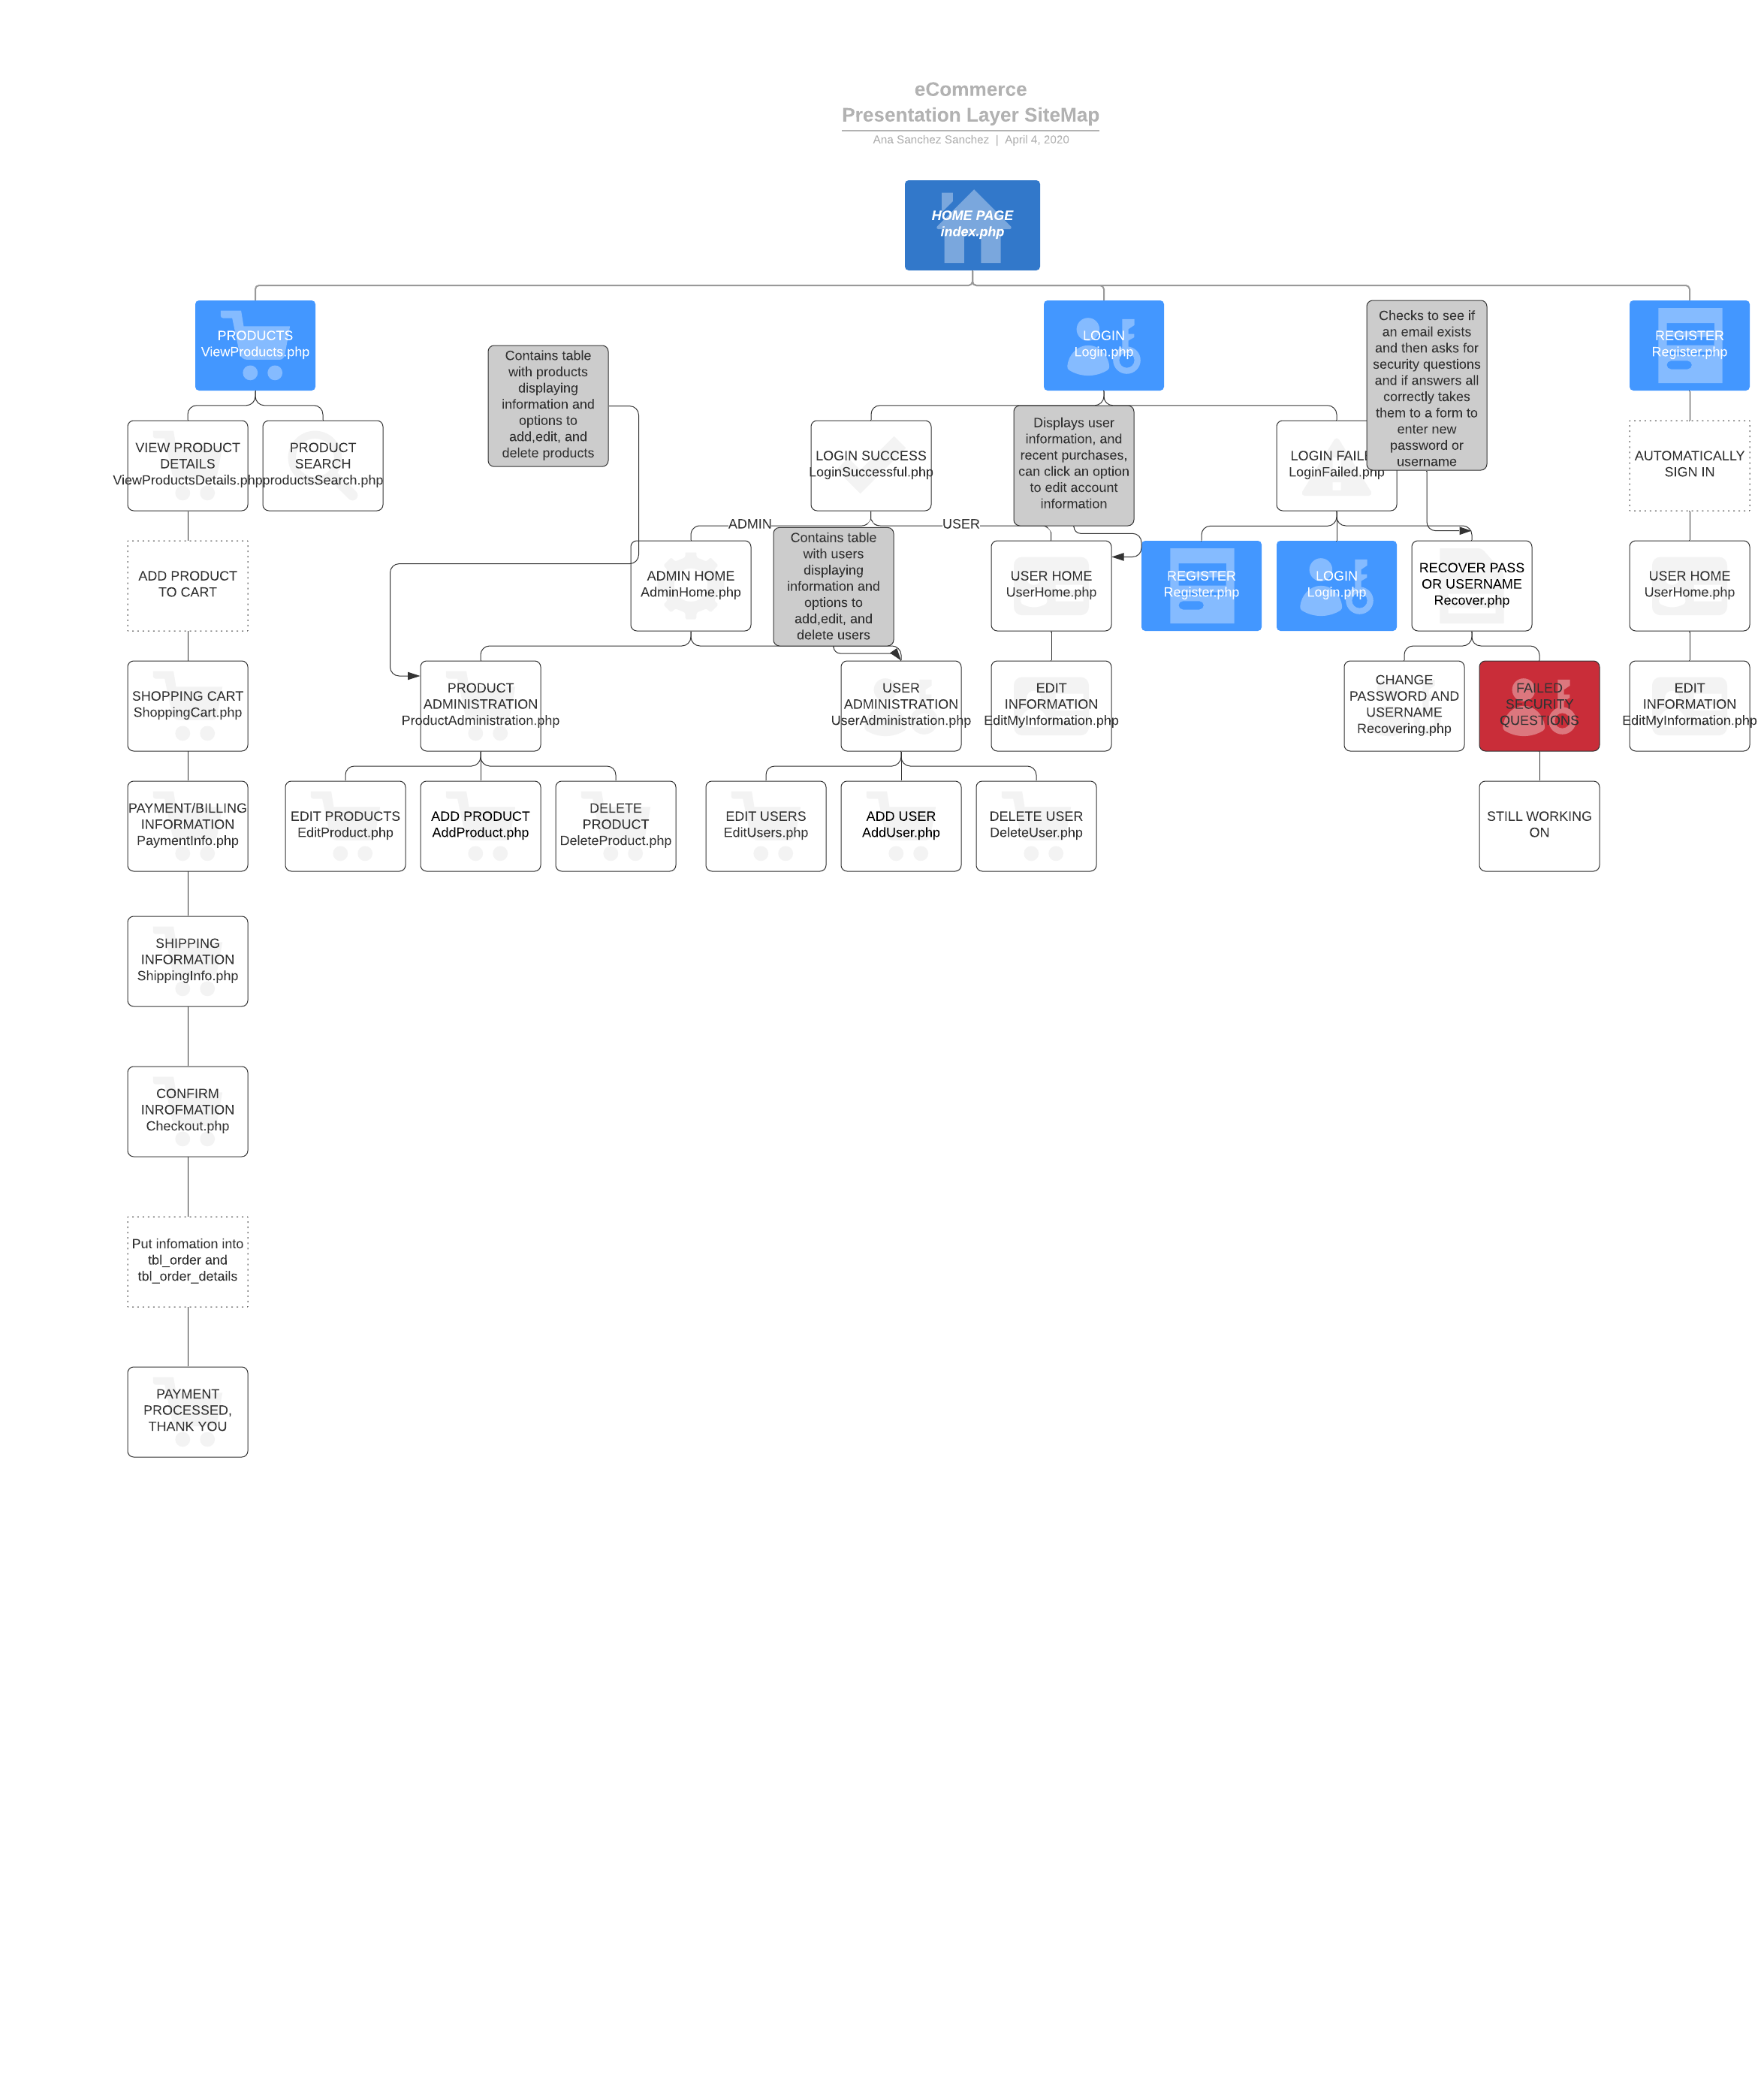 eCommerce
Presentation Layer SiteMap
Ana Sanchez Sanchez | April 4, 2020
HOME PAGE
index.php
PRODUCTS
ViewProducts.php
LOGIN
Login.php
REGISTER
Register.php
Contains table
with products
displaying
information and
options to
add,edit, and
delete products
Checks to see if
an email exists
and then asks for
security questions
and if answers all
correctly takes
them to a form to
enter new
password or
username
VIEW PRODUCT
DETAILS
ViewProductsDetails.php
PRODUCT
SEARCH
productsSearch.php
LOGIN SUCCESS
LoginSuccessful.php
Displays user
information, and
recent purchases,
can click an option
to edit account
information
LOGIN FAIL
LoginFailed.php
AUTOMATICALLY
SIGN IN
ADMIN
USER
ADD PRODUCT
TO CART
ADMIN HOME
AdminHome.php
Contains table
with users
displaying
information and
options to
add,edit, and
delete users
USER HOME
UserHome.php
REGISTER
Register.php
LOGIN
Login.php
RECOVER PASS
OR USERNAME
Recover.php
USER HOME
UserHome.php
SHOPPING CART
ShoppingCart.php
PRODUCT
ADMINISTRATION
ProductAdministration.php
USER
ADMINISTRATION
UserAdministration.php
EDIT
INFORMATION
EditMyInformation.php
CHANGE
PASSWORD AND
USERNAME
Recovering.php
FAILED
SECURITY
QUESTIONS
EDIT
INFORMATION
EditMyInformation.php
PAYMENT/BILLING
INFORMATION
PaymentInfo.php
EDIT PRODUCTS
EditProduct.php
ADD PRODUCT
AddProduct.php
DELETE
PRODUCT
DeleteProduct.php
EDIT USERS
EditUsers.php
ADD USER
AddUser.php
DELETE USER
DeleteUser.php
STILL WORKING
ON
SHIPPING
INFORMATION
ShippingInfo.php
CONFIRM
INROFMATION
Checkout.php
Put infomation into
tbl_order and
tbl_order_details
PAYMENT
PROCESSED,
THANK YOU